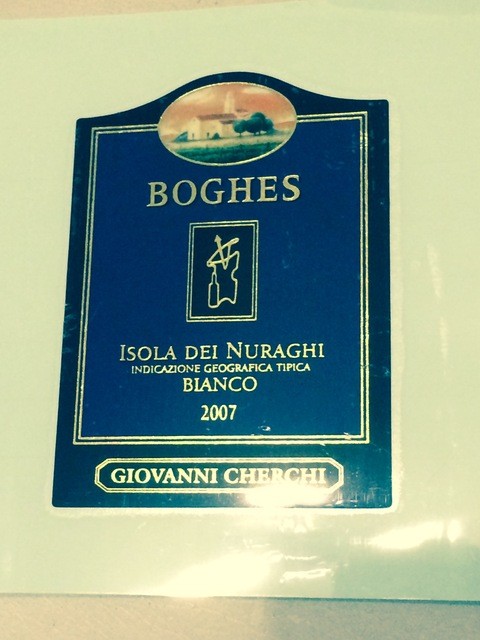 BOGHES
ISOLA DEI NURAGHI
INDICAZIONE GEOGRAFICA TIPICA
BIANCO
2007
GIOVANNI CHERCHI